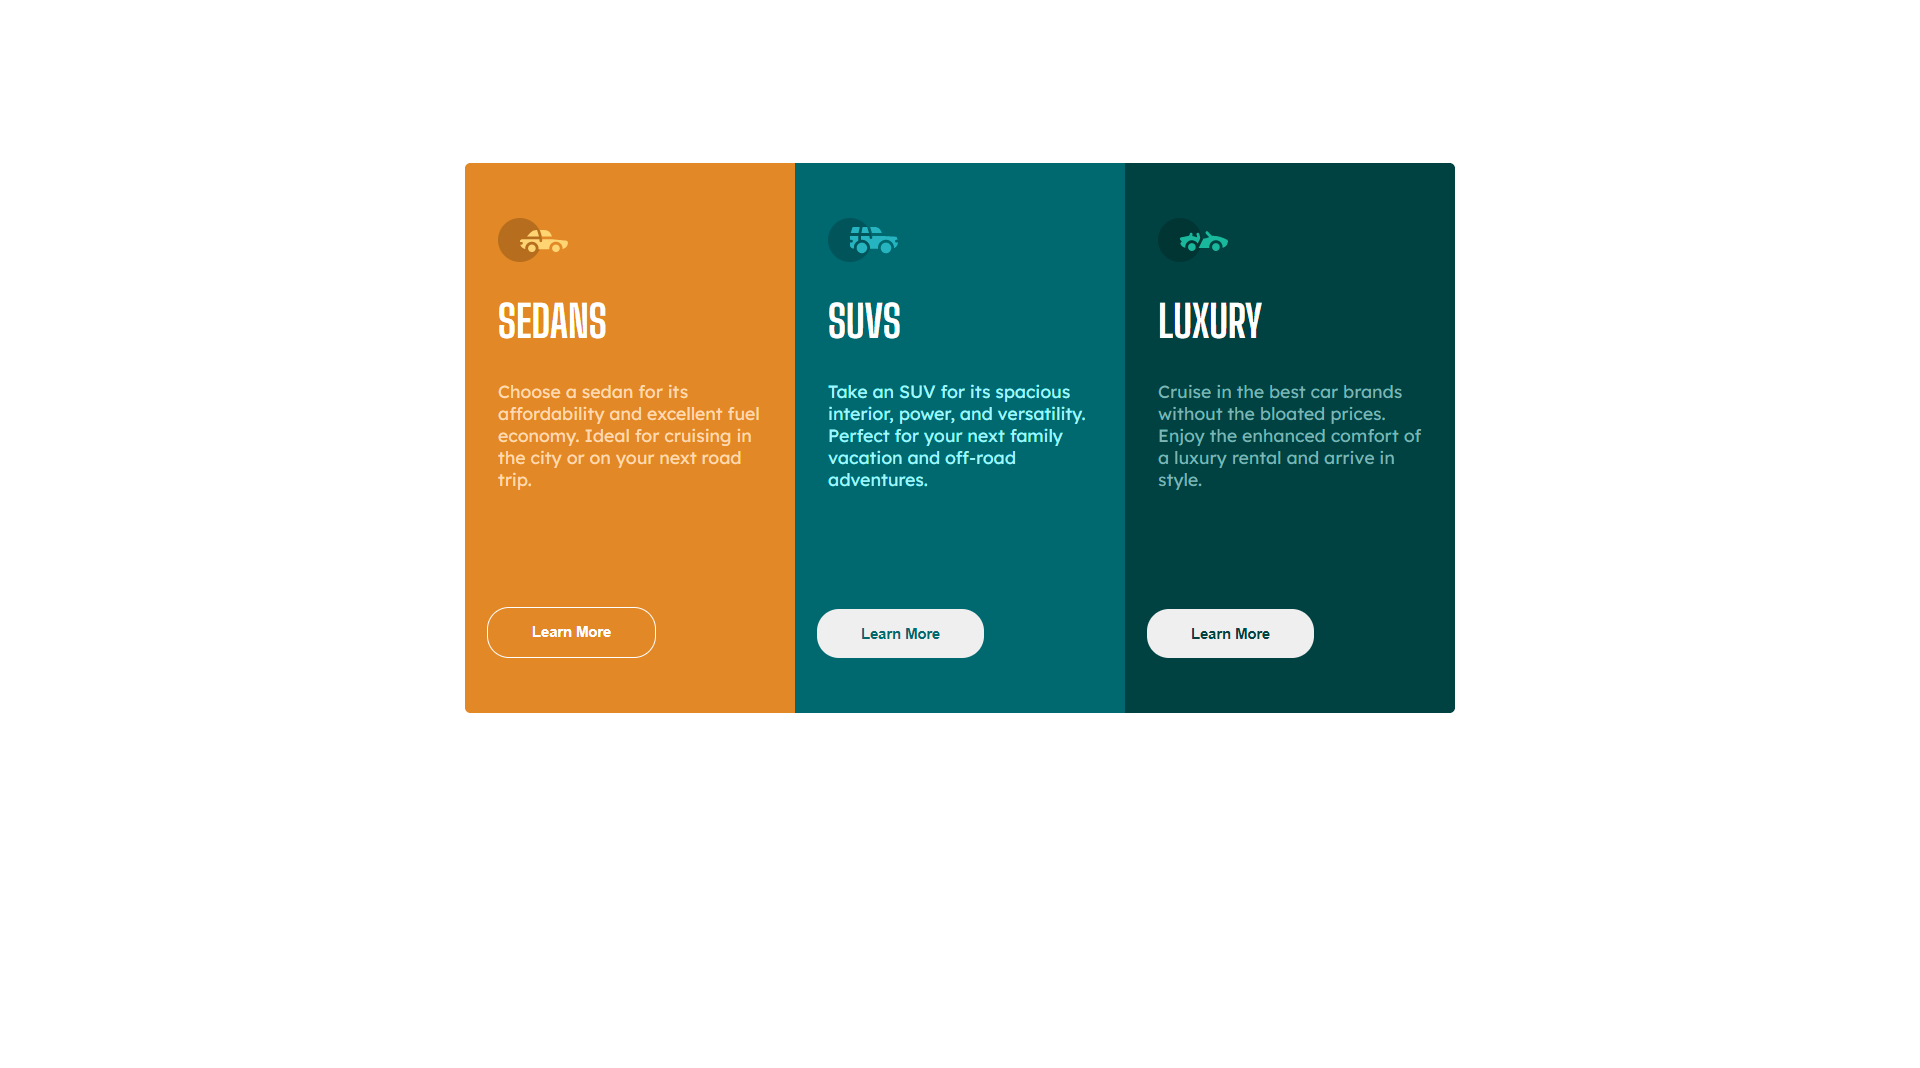 SEDANS
Choose a sedan for its
affordability and excellent fuel
economy. Ideal for cruising in
the city or on your next road
trip.
Learn More
SUVS
Take an SUV for its spacious
interior, power, and versatility.
Perfect for your next family
vacation and off-road
adventures.
Learn More
LUXURY
Cruise in the best car brands
without the bloated prices.
Enjoy the enhanced comfort of
a luxury rental and arrive in
style.
Learn More